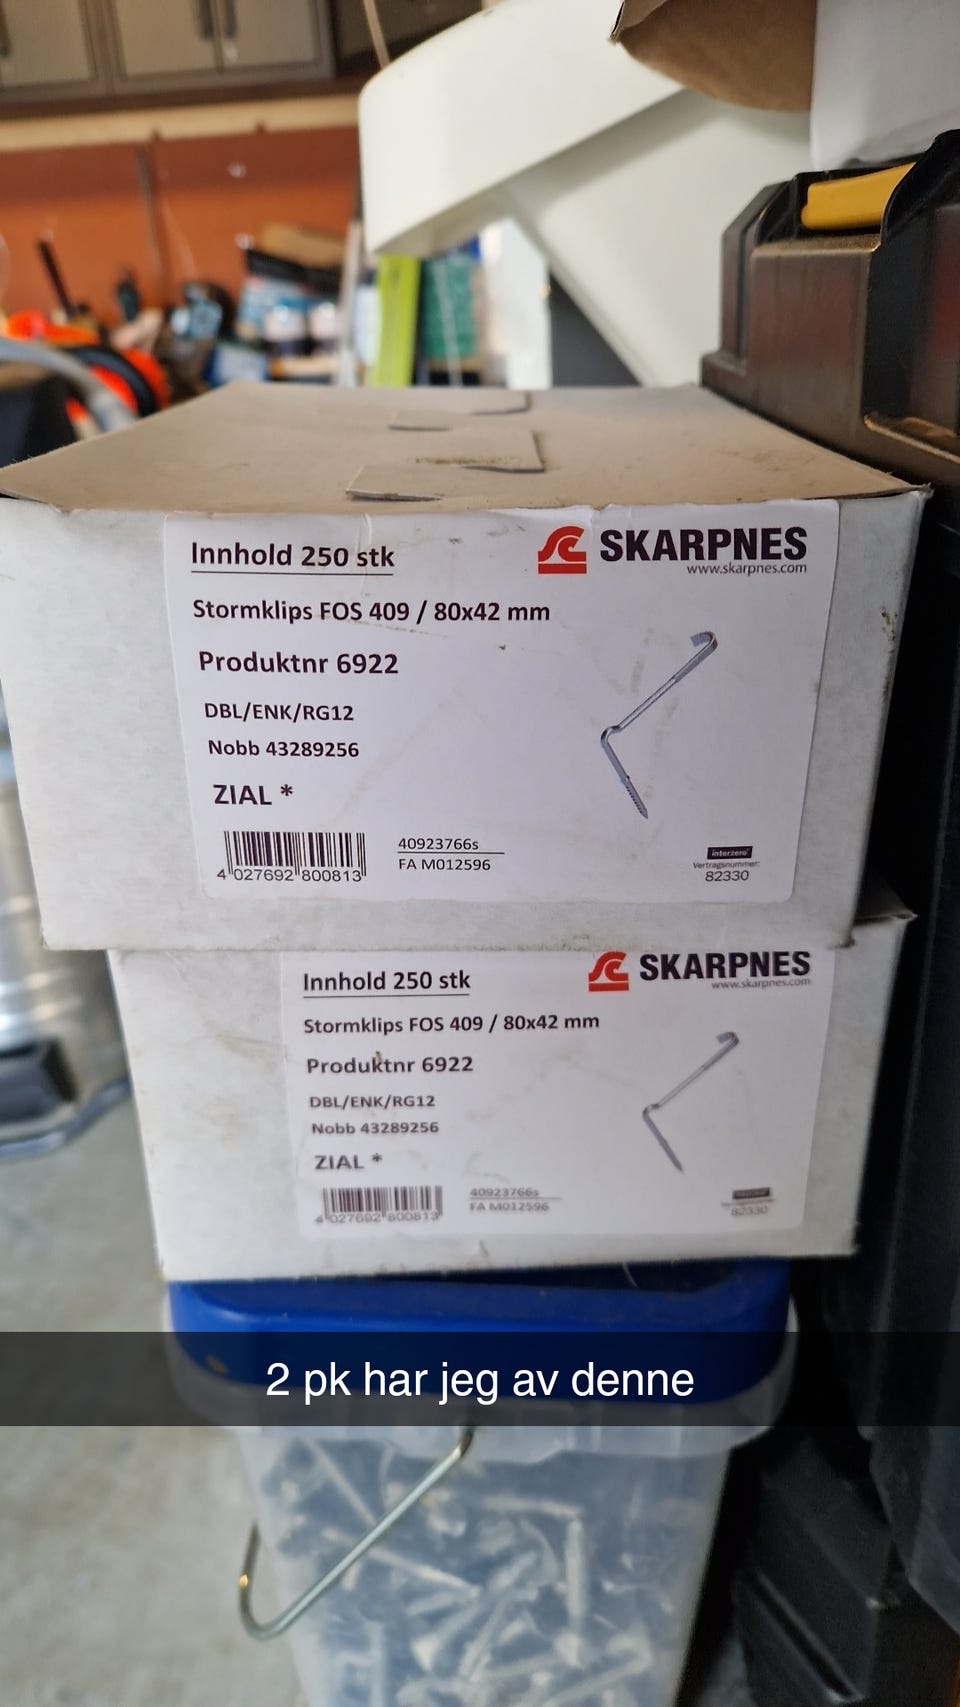 Innhold 250 stk
SKARPNES
www.skarpnes.com
Stormklips FOS 409 / 80x42 mm
Produktnr 6922
DBL/ENK/RG12
Nobb 43289256
ZIAL *
4 027692 800813
40923766s
FA M012596
interzero
Vertragsnummer:
82330
Innhold 250 stk
SKARPNES
www.skarpnes.com
Stormklips FOS 409 / 80x42 mm
Produktnr 6922
DBL/ENK/RG12
Nobb 43289256
ZIAL *
4 027692 800813
40923766s
FA M012596
82330
2 pk har jeg av denne